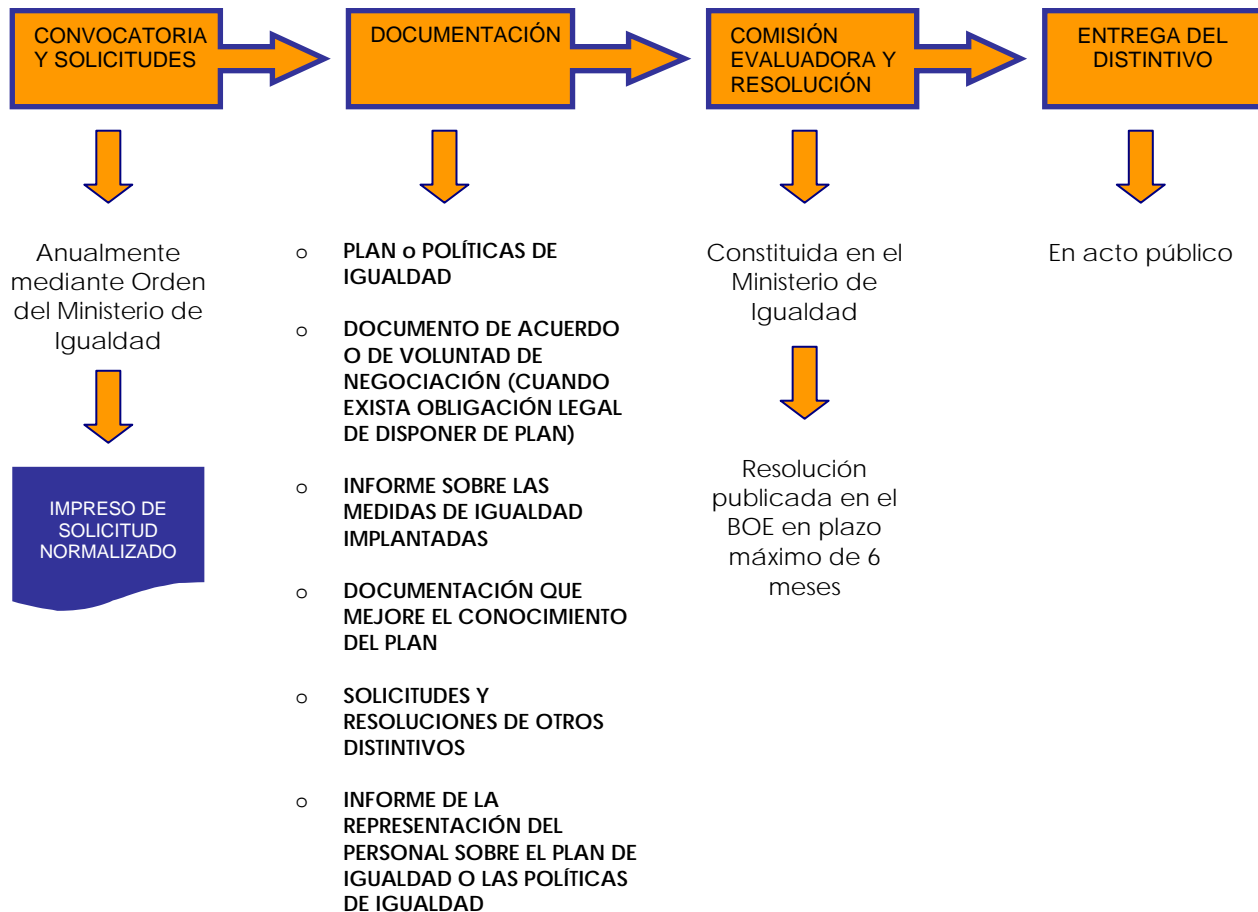 CONVOCATORIA
Y SOLICITUDES
DOCUMENTACIÓN
COMISIÓN
EVALUADORA Y
RESOLUCIÓN
ENTREGA DEL
DISTINTIVO
Anualmente
mediante Orden
del Ministerio de
Igualdad
IMPRESO DE
SOLICITUD
NORMALIZADO
o PLAN o POLÍTICAS DE
IGUALDAD
o DOCUMENTO DE ACUERDO
O DE VOLUNTAD DE
NEGOCIACIÓN (CUANDO
EXISTA OBLIGACIÓN LEGAL
DE DISPONER DE PLAN)
o INFORME SOBRE LAS
MEDIDAS DE IGUALDAD
IMPLANTADAS
o DOCUMENTACIÓN QUE
MEJORE EL CONOCIMIENTO
DEL PLAN
o SOLICITUDES Y
RESOLUCIONES DE OTROS
DISTINTIVOS
o INFORME DE LA
REPRESENTACIÓN DEL
PERSONAL SOBRE EL PLAN DE
IGUALDAD O LAS POLÍTICAS
DE IGUALDAD
Constituida en el
Ministerio de
Igualdad
Resolución
publicada en el
BOE en plazo
máximo de 6
meses
En acto público